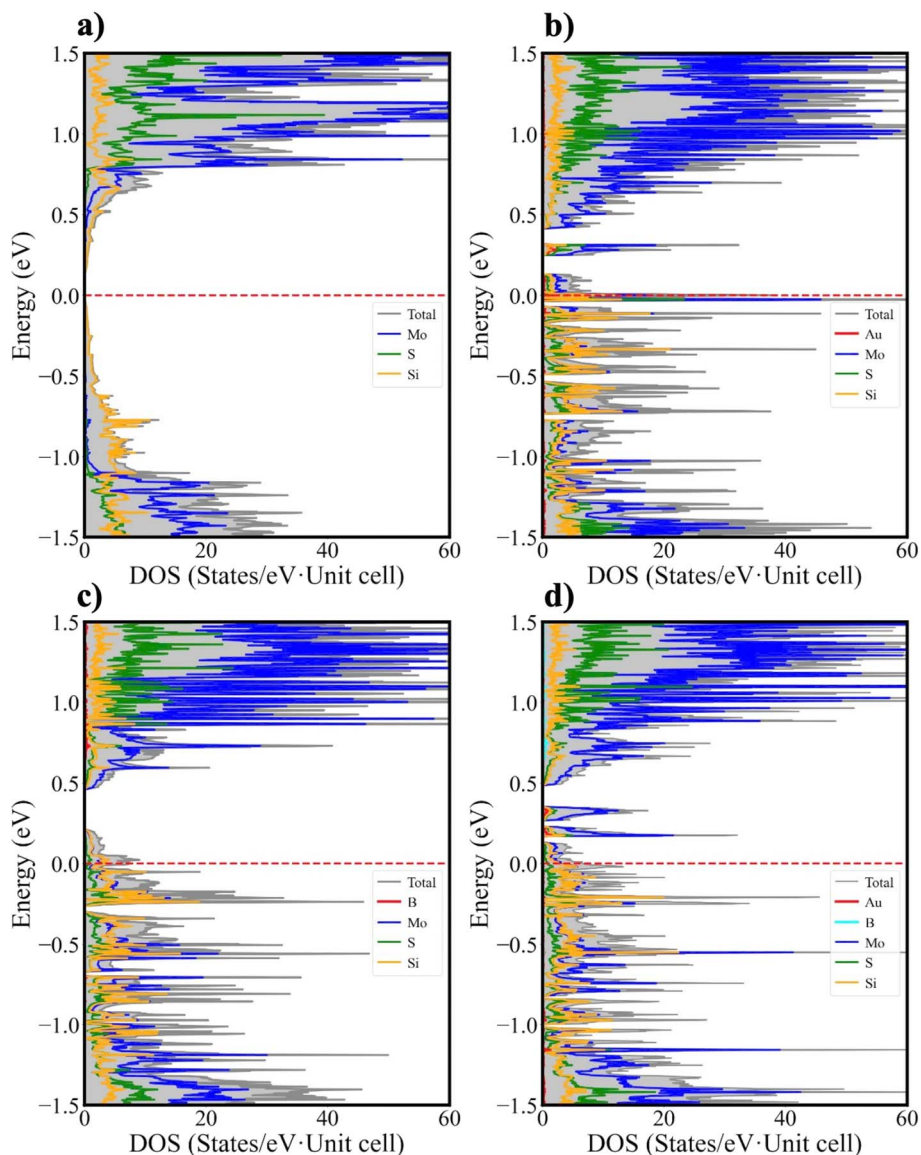 a)
1.5
1.0
0.5
0.0
−0.5
−1.0
−1.5
Energy (eV)
0
20
40
60
DOS (States/eV·Unit cell)
Total
Mo
S
Si
b)
1.5
1.0
0.5
0.0
−0.5
−1.0
−1.5
Energy (eV)
0
20
40
60
DOS (States/eV·Unit cell)
Total
Au
Mo
S
Si
c)
1.5
1.0
0.5
0.0
−0.5
−1.0
−1.5
Energy (eV)
0
20
40
60
DOS (States/eV·Unit cell)
Total
B
Mo
S
Si
d)
1.5
1.0
0.5
0.0
−0.5
−1.0
−1.5
Energy (eV)
0
20
40
60
DOS (States/eV·Unit cell)
Total
Au
B
Mo
S
Si